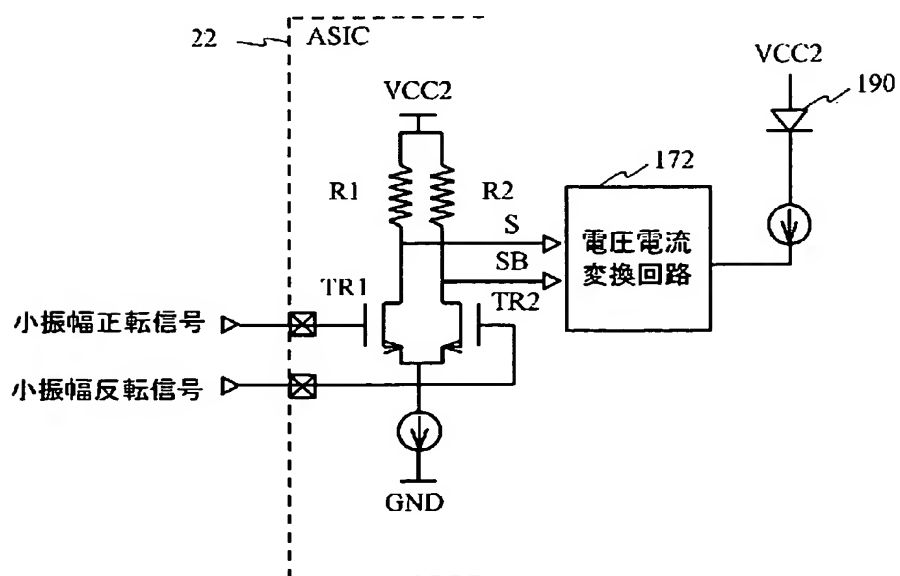 22
ASIC
VCC2
VCC2
190
R1
R2
172
S
SB
電圧電流
変換回路
TR1
TR2
小振幅正転信号
小振幅反転信号
GND